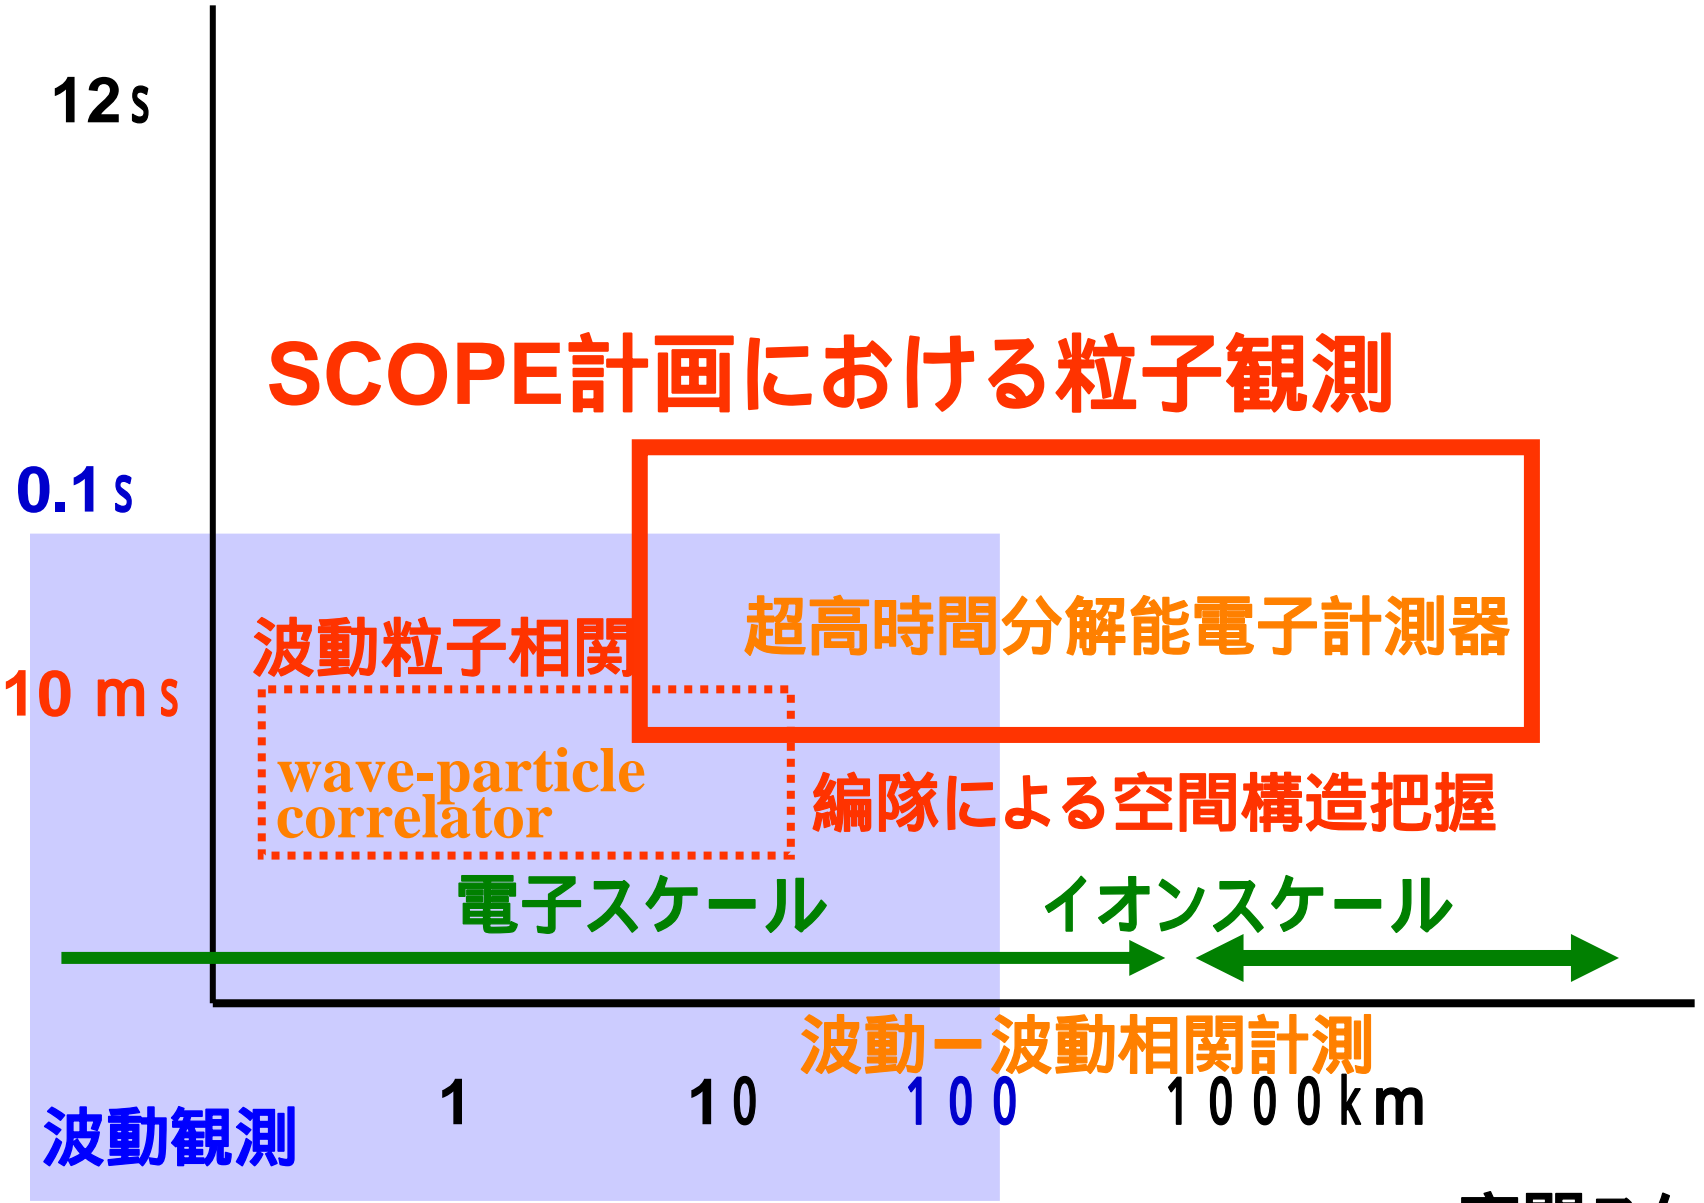 12s
SCOPE計画における粒子観測
0.1s
超高時間分解能電子計測器
波動粒子相関
10 ms
wave-particle
correlator
編隊による空間構造把握
電子スケール
イオンスケール
波動ー波動相関計測
1 10 100 1000km
波動観測